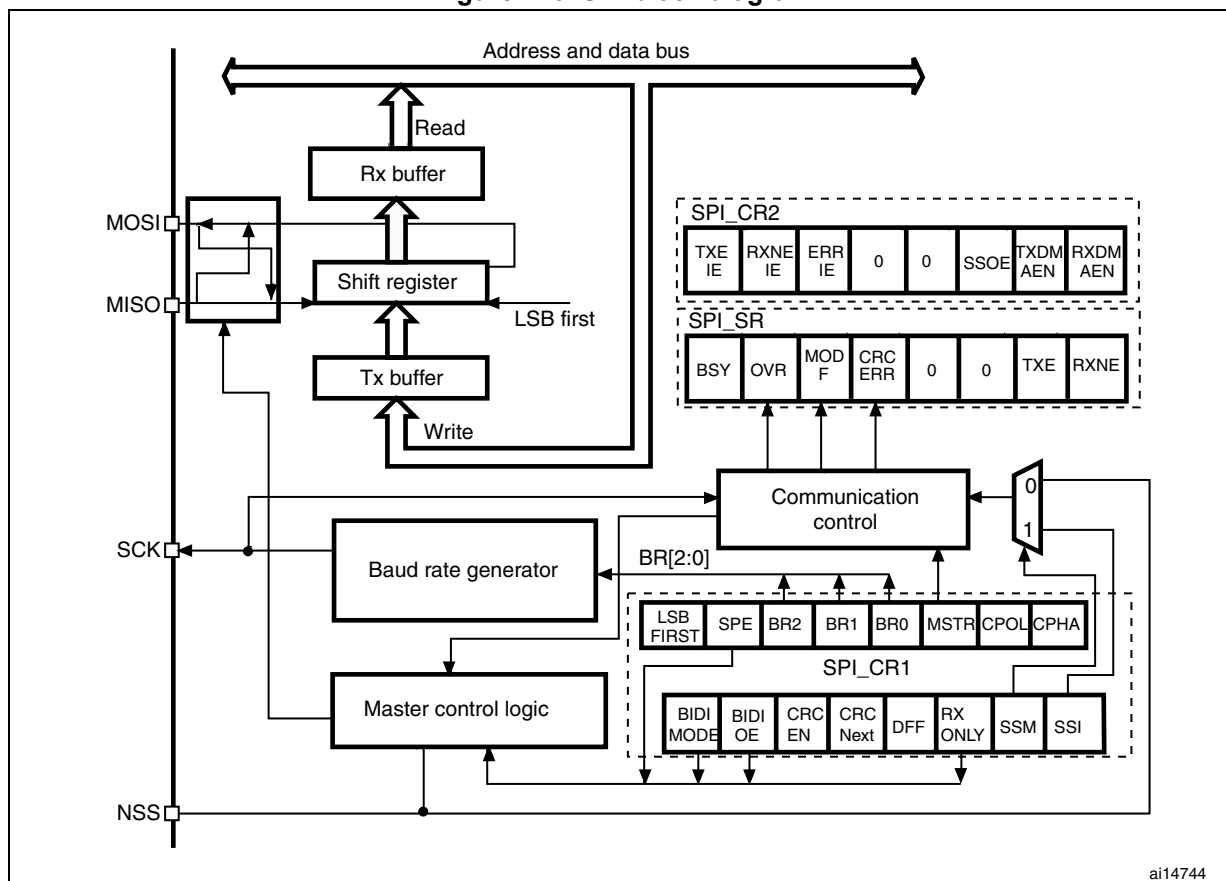 Address and data bus
Read
Rx buffer
MOSI
SPI_CR2
TXE IE RXNE IE ERR IE 0 0 SSOE TXDM AEN RXDM AEN
Shift register
MISO
LSB first
SPI_SR
BSY OVR MOD F CRC ERR 0 0 TXE RXNE
Tx buffer
Write
Communication
control
0
1
SCK
Baud rate generator
BR[2:0]
LSB FIRST SPE BR2 BR1 BR0 MSTR CPOL CPHA
SPI_CR1
Master control logic
BIDI MODE BIDI OE CRC EN CRC Next DFF RX ONLY SSM SSI
NSS
ai14744